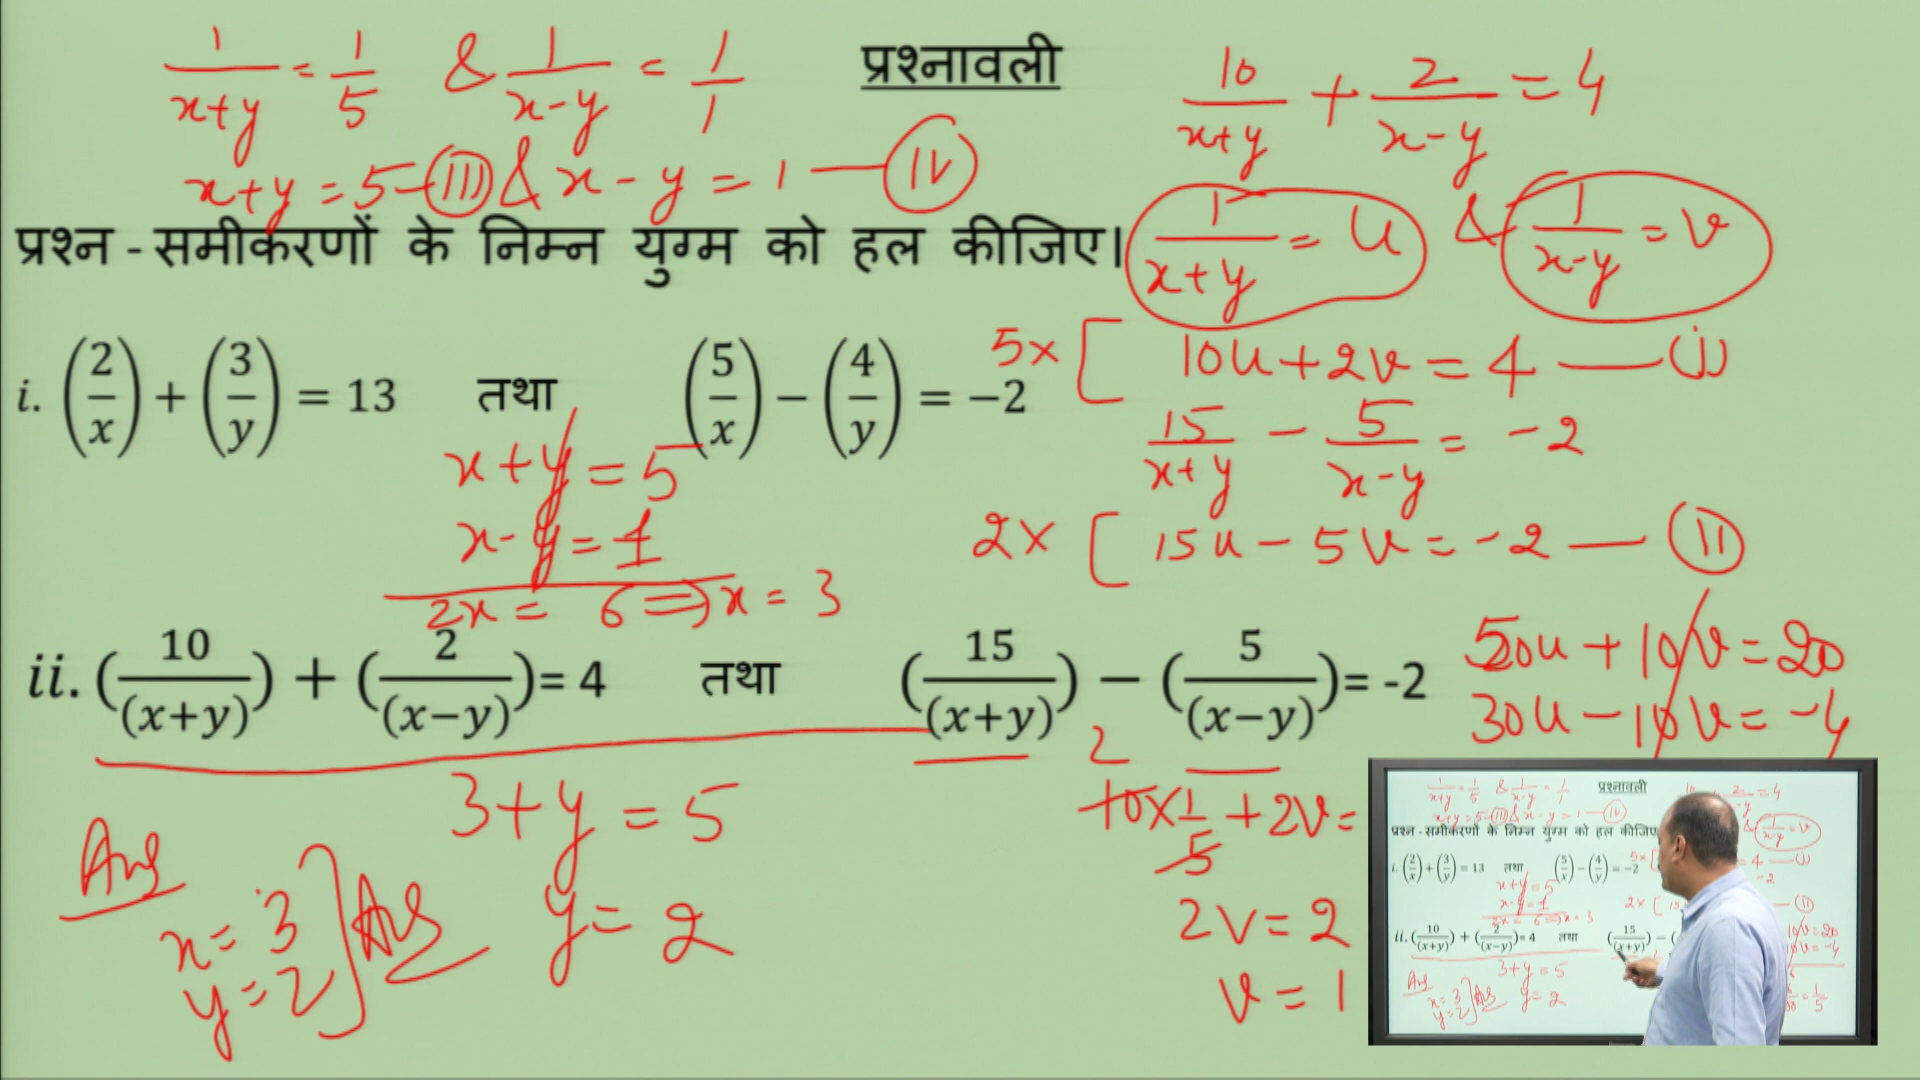 1/(x+y) = 1/5 & 1/(x-y) = 1/1
x+y = 5 — (III) & x-y = 1 — (IV)
प्रश्नावली
10/(x+y) + 2/(x-y) = 4
प्रश्न - समीकरणों के निम्न युग्म को हल कीजिए।
1/(x+y) = u & 1/(x-y) = v
i. (2/x) + (3/y) = 13 तथा (5/x) − (4/y) = −2
5x [ 10u + 2v = 4 — (i)
15/(x+y) - 5/(x-y) = -2
2x [ 15u - 5v = -2 — (II)
x+y = 5
x-y = 1
2x = 6 ⇒ x = 3
50u + 10v = 20
30u - 10v = -4
ii. (10/(x+y)) + (2/(x−y)) = 4 तथा (15/(x+y)) − (5/(x−y)) = -2
3+y = 5
y = 2
2
10x1/5 + 2v =
2v = 2
v = 1
Ans
x = 3
y = 2 ] Ans